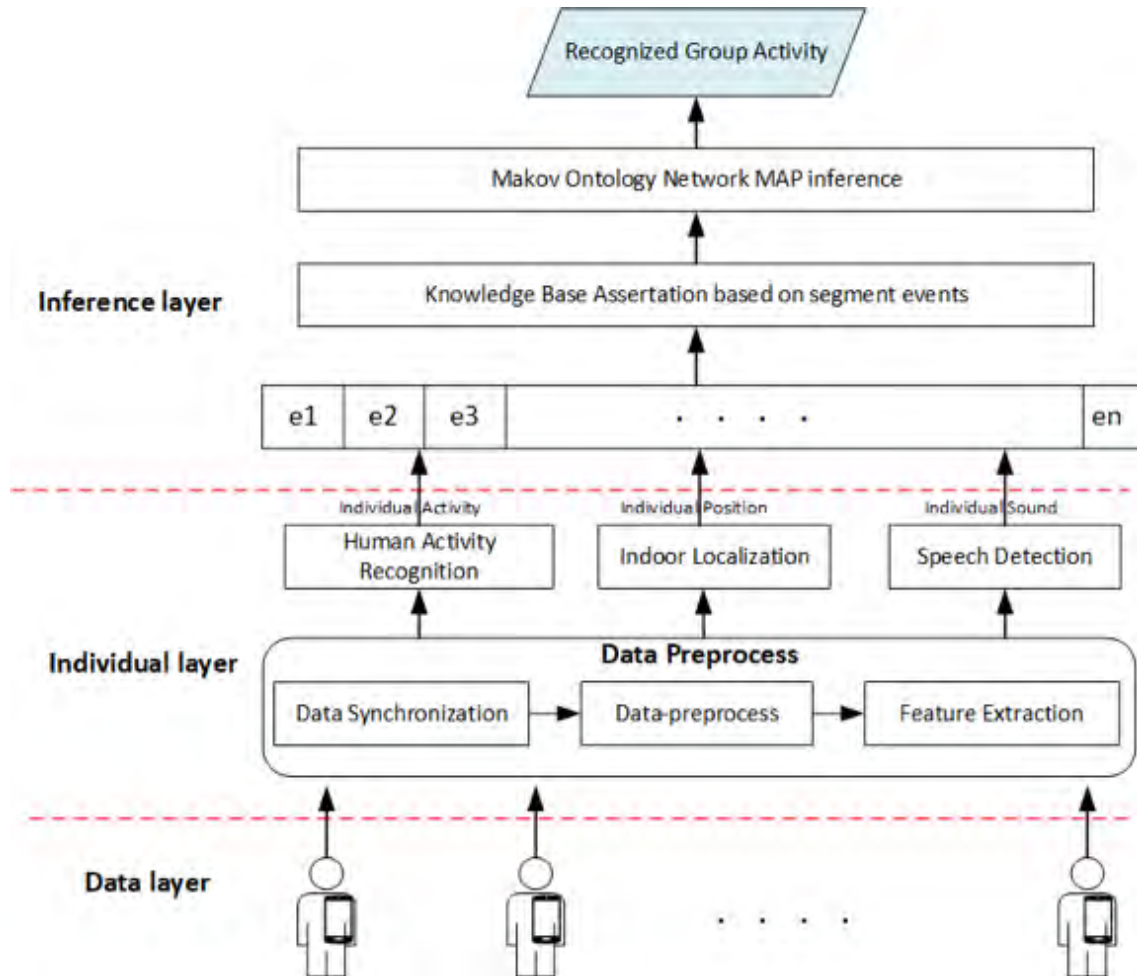 Recognized Group Activity
Makov Ontology Network MAP inference
Inference layer
Knowledge Base Assertation based on segment events
e1 e2 e3 . . . . en
Individual Activity Individual Position Individual Sound
Human Activity
Recognition
Indoor Localization
Speech Detection
Individual layer
Data Preprocess
Data Synchronization
Data-preprocess
Feature Extraction
Data layer
. . . .